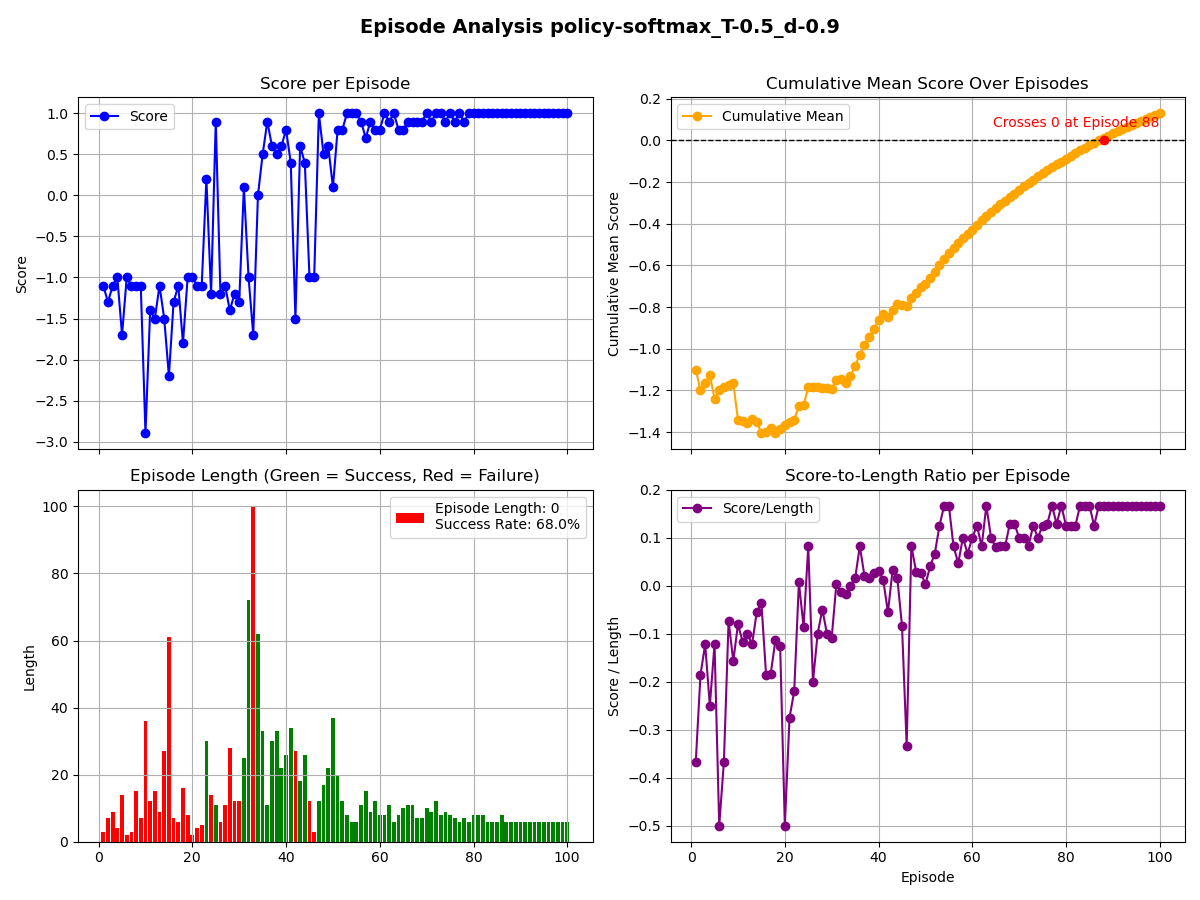 Episode Analysis policy-softmax_T-0.5_d-0.9
Score per Episode
Score
1.0
0.5
0.0
−0.5
−1.0
−1.5
−2.0
−2.5
−3.0
Score
Cumulative Mean Score Over Episodes
Cumulative Mean
Crosses 0 at Episode 88
0.2
0.0
−0.2
−0.4
−0.6
−0.8
−1.0
−1.2
−1.4
Cumulative Mean Score
Episode Length (Green = Success, Red = Failure)
Episode Length: 0
Success Rate: 68.0%
100
80
60
40
20
0
Length
0 20 40 60 80 100
Score-to-Length Ratio per Episode
Score/Length
0.2
0.1
0.0
−0.1
−0.2
−0.3
−0.4
−0.5
Score / Length
0 20 40 60 80 100
Episode